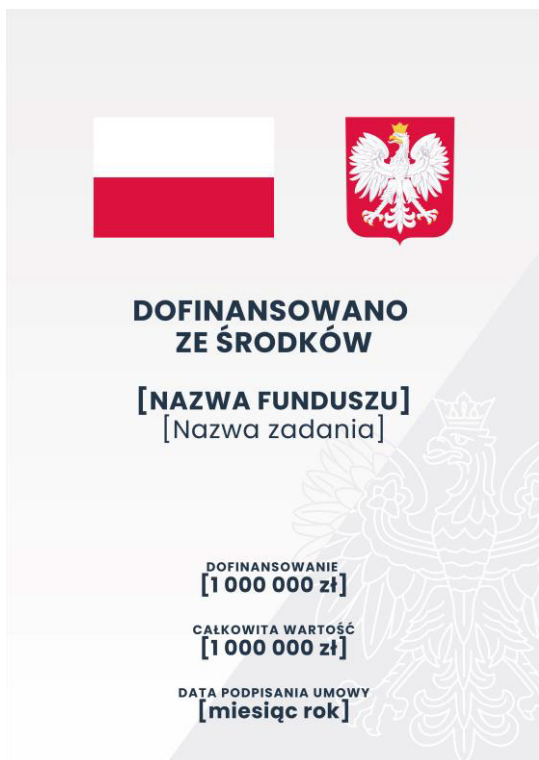 DOFINANSOWANO
ZE ŚRODKÓW
[NAZWA FUNDUSZU]
[Nazwa zadania]
DOFINANSOWANIE
[1 000 000 zł]
CAŁKOWITA WARTOŚĆ
[1 000 000 zł]
DATA PODPISANIA UMOWY
[miesiąc rok]